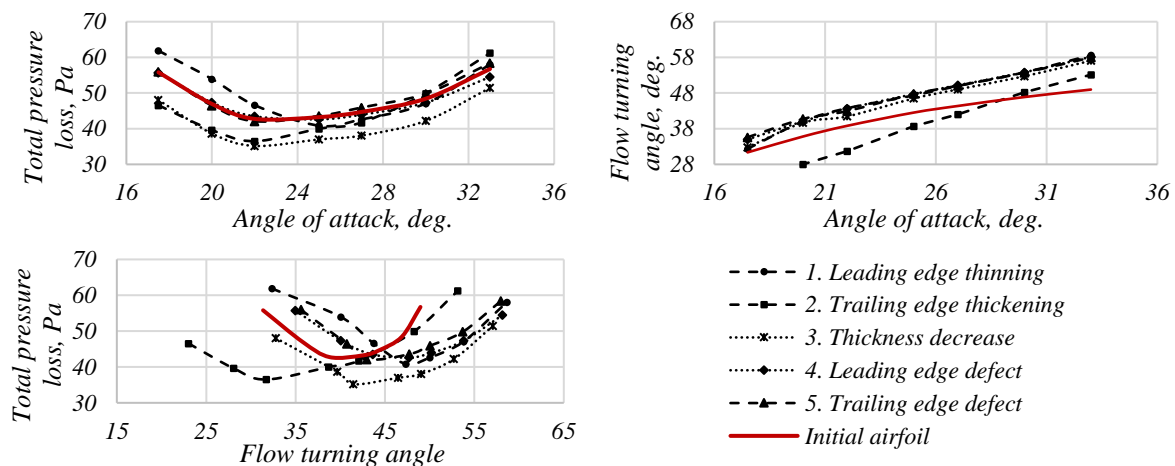 Total pressure
loss, Pa
70
60
50
40
30
16
20
24
29
33
36
Angle of attack, deg.
Flow turning
angle, deg.
68
58
48
38
28
16
21
26
31
36
Angle of attack, deg.
Total pressure
loss, Pa
70
60
50
40
30
15
25
35
45
55
65
Flow turning angle
1. Leading edge thinning
2. Trailing edge thickening
3. Thickness decrease
4. Leading edge defect
5. Trailing edge defect
Initial airfoil